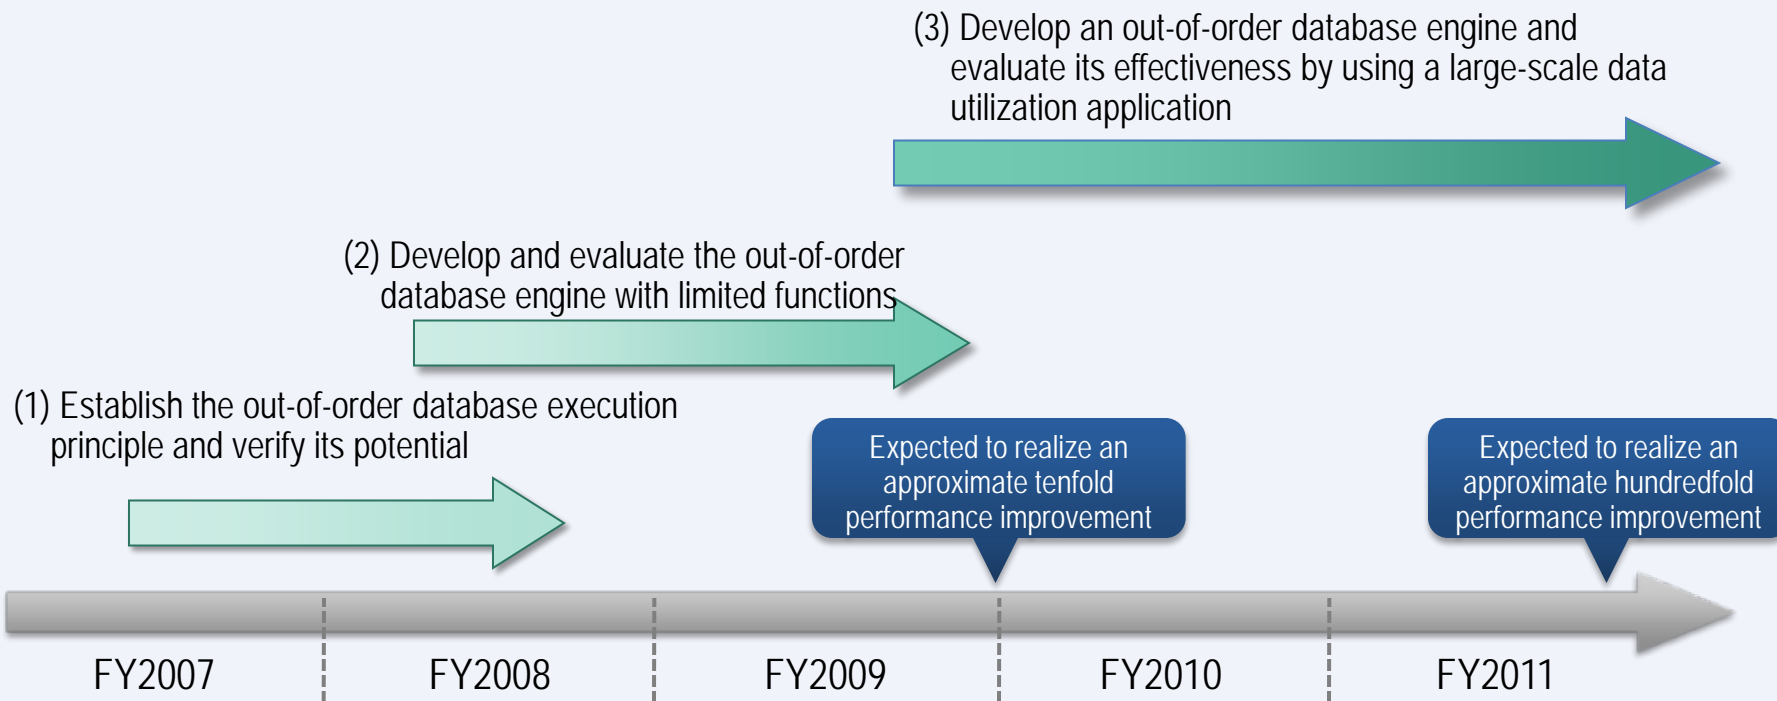 (3) Develop an out-of-order database engine and
evaluate its effectiveness by using a large-scale data
utilization application
(2) Develop and evaluate the out-of-order
database engine with limited functions
(1) Establish the out-of-order database execution
principle and verify its potential
Expected to realize an
approximate tenfold
performance improvement
Expected to realize an
approximate hundredfold
performance improvement
FY2007
FY2008
FY2009
FY2010
FY2011